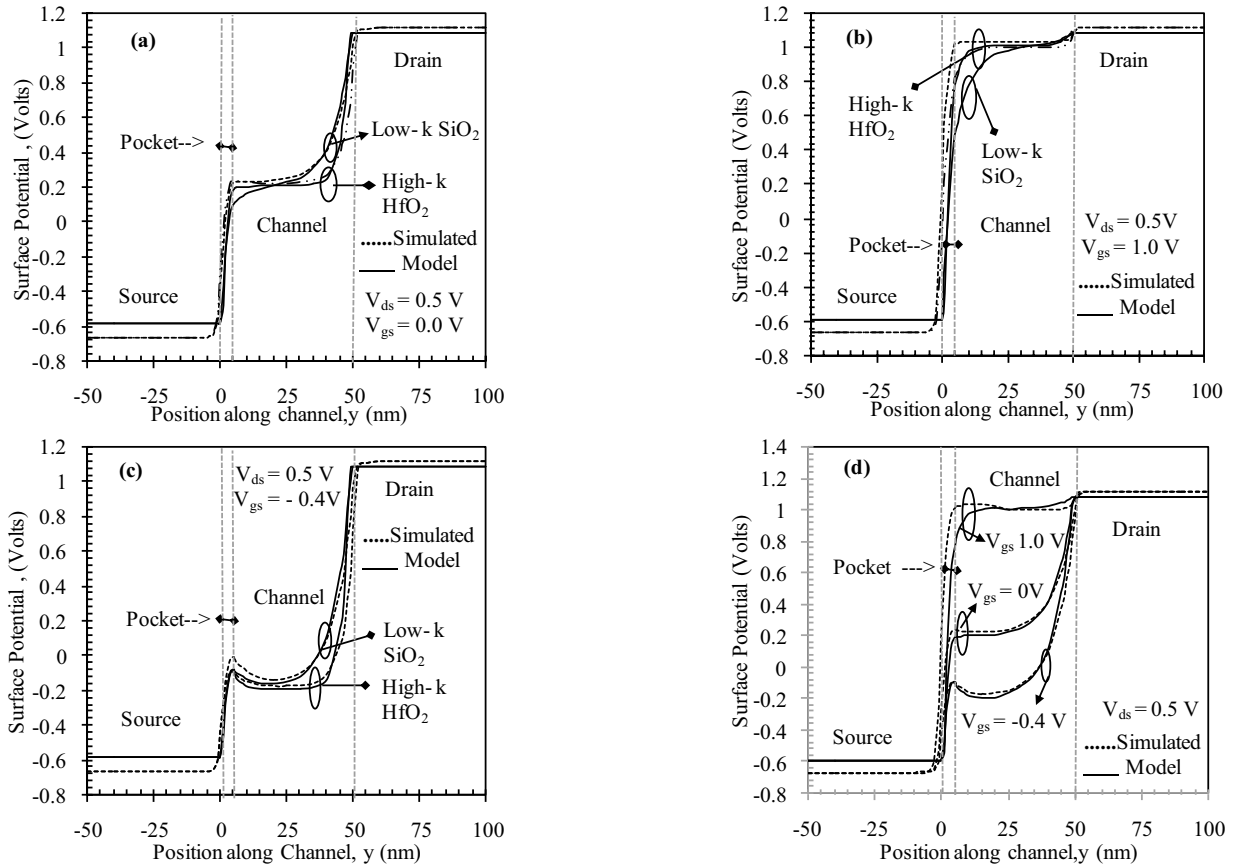 (a)
Surface Potential , (Volts)
1.2
1
0.8
0.6
0.4
0.2
0
-0.2
-0.4
-0.6
-0.8
Drain
Pocket-->
Low-k SiO2
High-k
HfO2
Channel
Simulated
Model
Source
Vds = 0.5 V
Vgs = 0.0 V
-50
-25
0
25
50
75
100
Position along channel,y (nm)
(b)
Surface Potential (Volts)
1.2
1
0.8
0.6
0.4
0.2
0
-0.2
-0.4
-0.6
-0.8
Drain
High-k
HfO2
Low-k
SiO2
Channel
Vds = 0.5V
Vgs = 1.0 V
Pocket-->
Simulated
Model
Source
-50
-25
0
25
50
75
100
Position along channel,y (nm)
(c)
Surface Potential , (Volts)
1.2
1
0.8
0.6
0.4
0.2
0
-0.2
-0.4
-0.6
-0.8
Vds = 0.5 V
Vgs = - 0.4V
Drain
Simulated
Model
Channel
Pocket-->
Low-k
SiO2
High-k
HfO2
Source
-50
-25
0
25
50
75
100
Position along Channel,y (nm)
(d)
Surface Potential (Volts)
1.4
1.2
1
0.8
0.6
0.4
0.2
0
-0.2
-0.4
-0.6
-0.8
Channel
Drain
Vgs 1.0 V
Pocket --->
Vgs = 0V
Vgs = -0.4 V
Vds = 0.5 V
Source
Simulated
Model
-50
-25
0
25
50
75
100
Position along channel,y (nm)